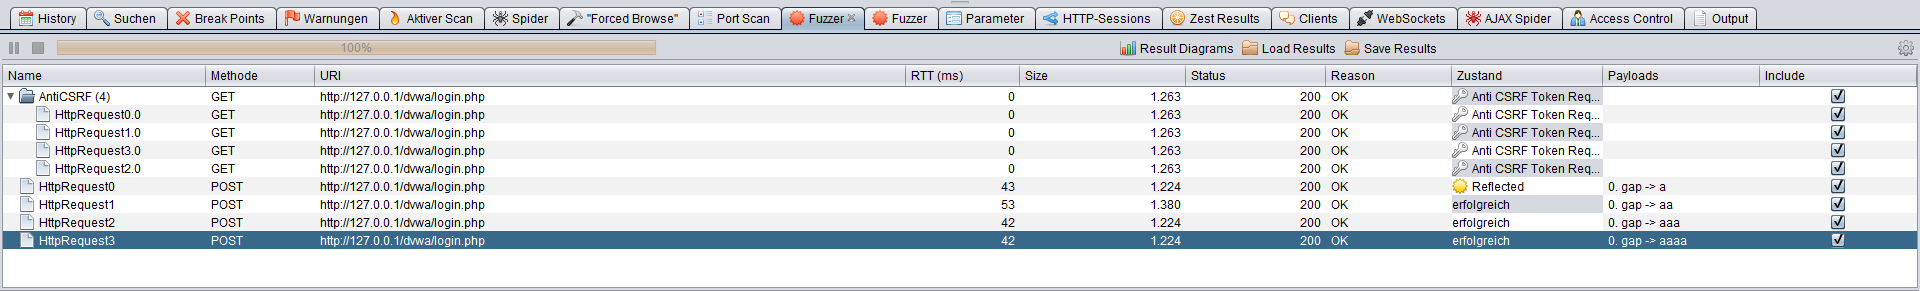 History Suchen Break Points Warnungen Aktiver Scan Spider "Forced Browse" Port Scan Fuzzer Fuzzer Parameter HTTP-Sessions Zest Results Clients WebSockets AJAX Spider Access Control Output
100% Result Diagrams Load Results Save Results
Name Methode URI RTT (ms) Size Status Reason Zustand Payloads Include
AntiCSRF (4) GET http://127.0.0.1/dvwa/login.php 0 1.263 200 OK Anti CSRF Token Req...
HttpRequest0.0 GET http://127.0.0.1/dvwa/login.php 0 1.263 200 OK Anti CSRF Token Req...
HttpRequest1.0 GET http://127.0.0.1/dvwa/login.php 0 1.263 200 OK Anti CSRF Token Req...
HttpRequest3.0 GET http://127.0.0.1/dvwa/login.php 0 1.263 200 OK Anti CSRF Token Req...
HttpRequest2.0 GET http://127.0.0.1/dvwa/login.php 0 1.263 200 OK Anti CSRF Token Req...
HttpRequest0 POST http://127.0.0.1/dvwa/login.php 43 1.224 200 OK Reflected 0. gap -> a
HttpRequest1 POST http://127.0.0.1/dvwa/login.php 53 1.380 200 OK erfolgreich 0. gap -> aa
HttpRequest2 POST http://127.0.0.1/dvwa/login.php 42 1.224 200 OK erfolgreich 0. gap -> aaa
HttpRequest3 POST http://127.0.0.1/dvwa/login.php 42 1.224 200 OK erfolgreich 0. gap -> aaaa